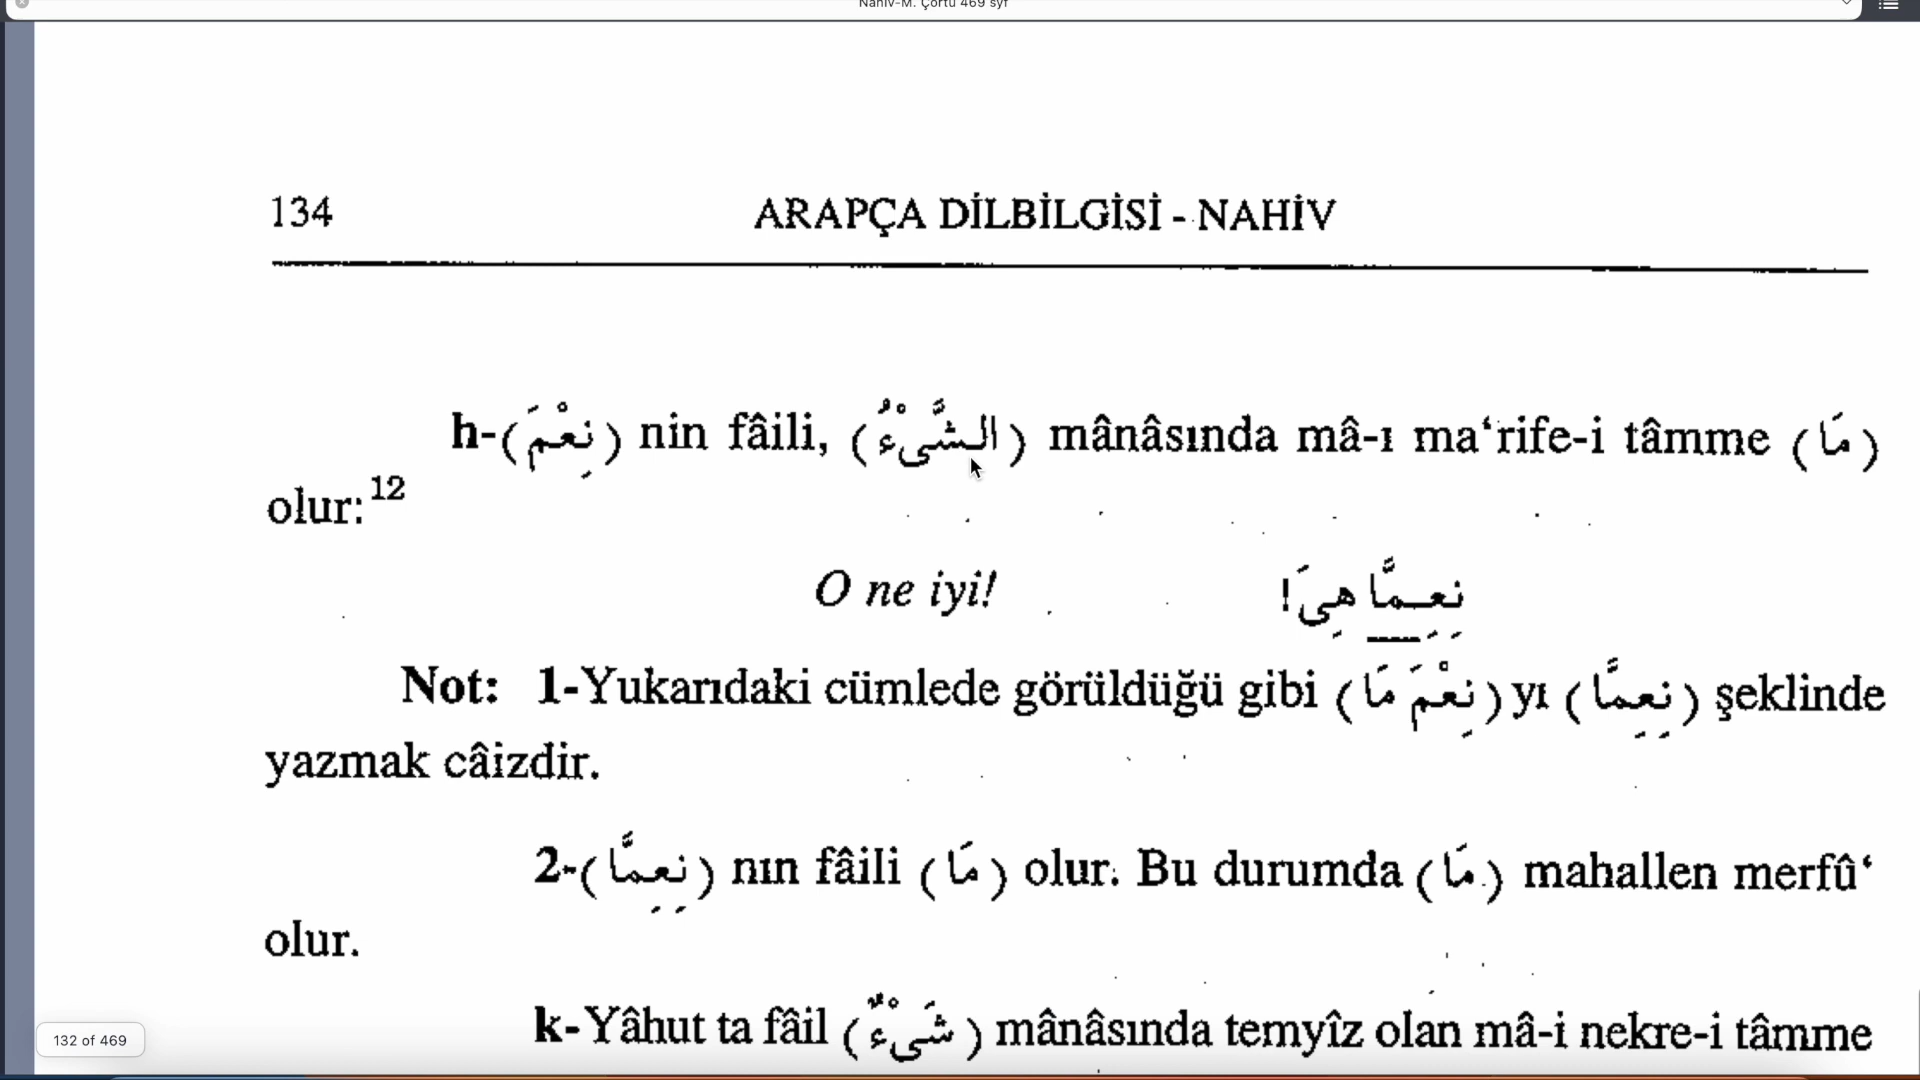 Nahiv-M. Çörtü 469 syf
134 ARAPÇA DİLBİLGİSİ - NAHİV
h-(نِعْمَ) nin fâili, (الشَّىْءُ) mânâsında mâ-ı ma‘rife-i tâmme (مَا)
olur:12
O ne iyi! نِعِمَّا هِىَ!
Not: 1-Yukarıdaki cümlede görüldüğü gibi (نِعْمَ مَا) yı (نِعِمَّا) şeklinde
yazmak câizdir.
2-(نِعِمَّا) nın fâili (مَا) olur. Bu durumda (مَا) mahallen merfû‘
olur.
k-Yâhut ta fâil (شَىْءٌ) mânâsında temyîz olan mâ-i nekre-i tâmme
132 of 469